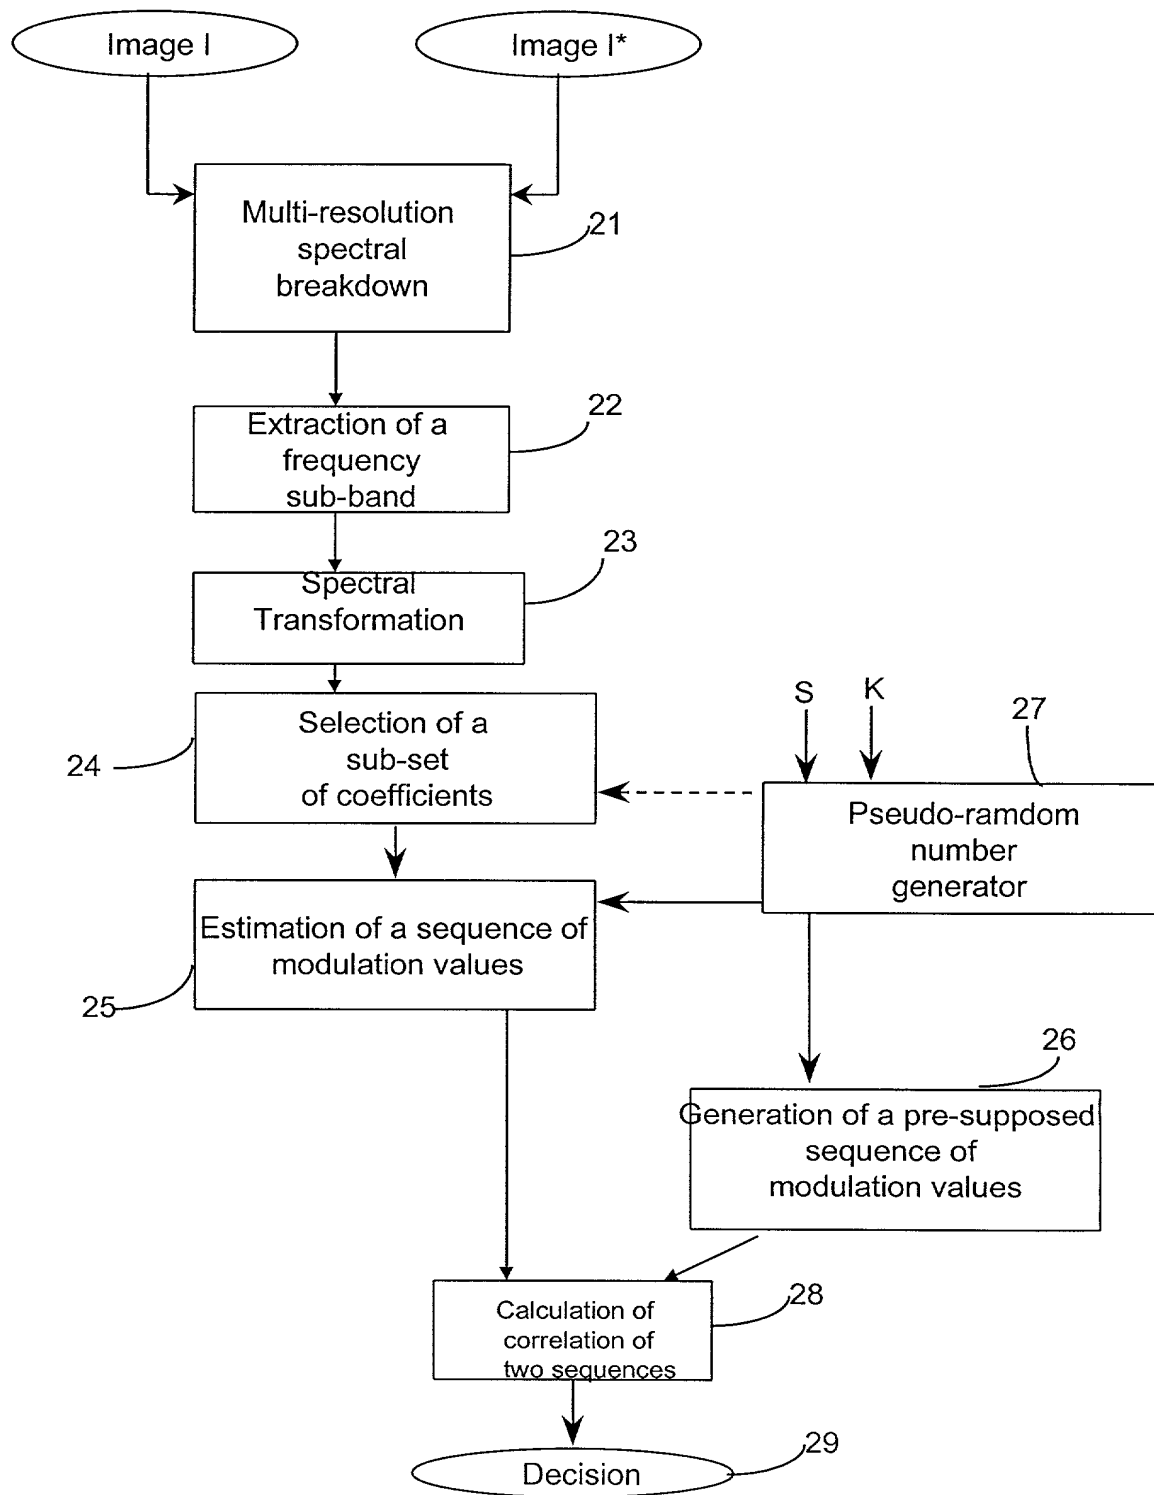 Image I
Image I*
Multi-resolution
spectral
breakdown
21
Extraction of a
frequency
sub-band
22
Spectral
Transformation
23
Selection of a
sub-set
of coefficients
24
S
K
27
Pseudo-ramdom
number
generator
Estimation of a sequence of
modulation values
25
26
Generation of a pre-supposed
sequence of
modulation values
Calculation of
correlation of
two sequences
28
Decision
29